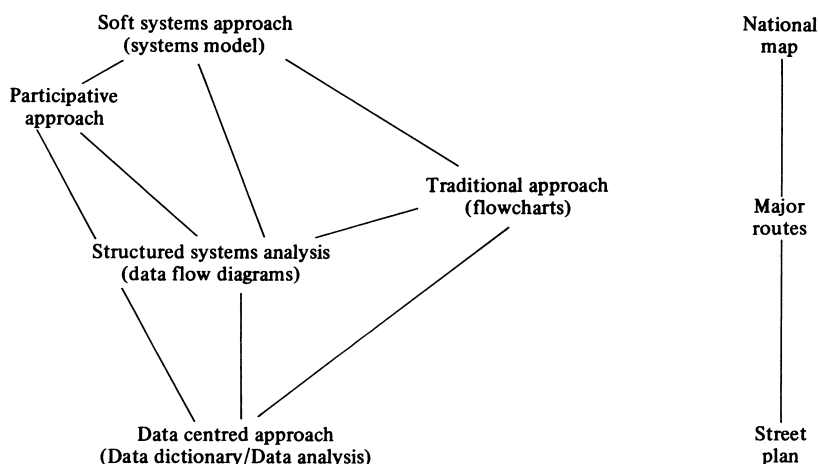 Soft systems approach
(systems model)
National
map
Participative
approach
Traditional approach
(flowcharts)
Major
routes
Structured systems analysis
(data flow diagrams)
Data centred approach
(Data dictionary/Data analysis)
Street
plan